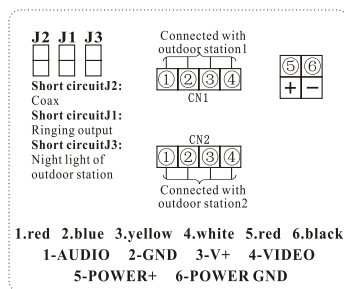 J2 J1 J3
Short circuitJ2:
Coax
Short circuitJ1:
Ringing output
Short circuitJ3:
Night light of
outdoor station
Connected with
outdoor station1
① ② ③ ④
CN1
CN2
① ② ③ ④
Connected with
outdoor station2
⑤ ⑥
+ −
1.red 2.blue 3.yellow 4.white 5.red 6.black
1-AUDIO 2-GND 3-V+ 4-VIDEO
5-POWER+ 6-POWER GND